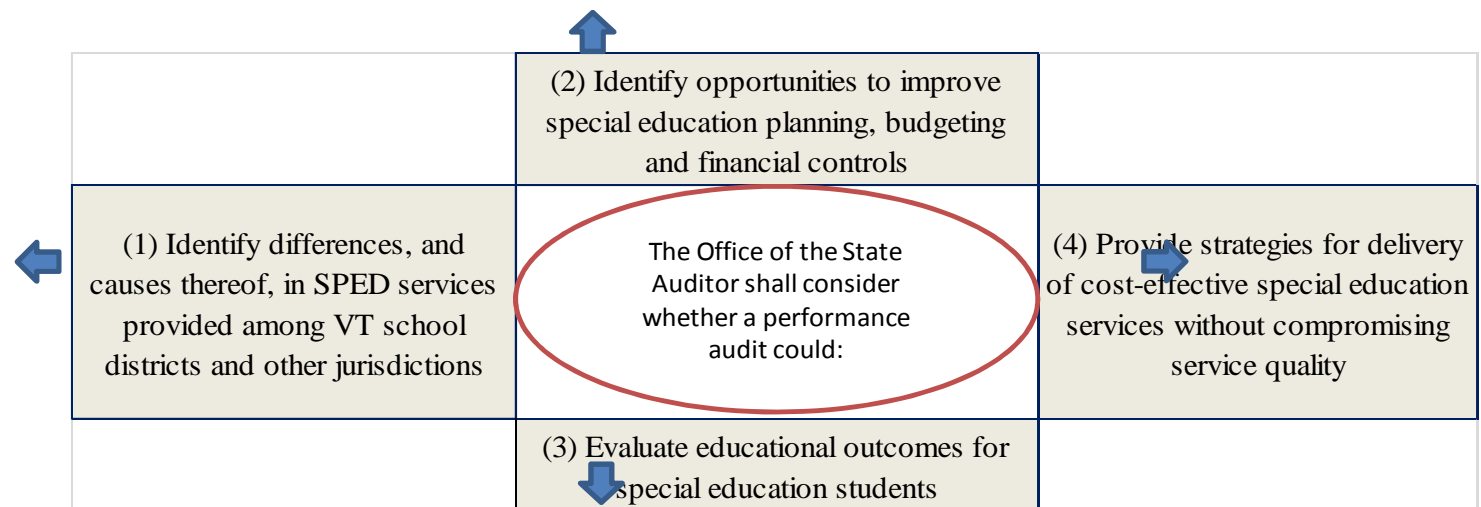 (2) Identify opportunities to improve
special education planning, budgeting
and financial controls
(1) Identify differences, and
causes thereof, in SPED services
provided among VT school
districts and other jurisdictions
The Office of the State
Auditor shall consider
whether a performance
audit could:
(4) Provide strategies for delivery
of cost-effective special education
services without compromising
service quality
(3) Evaluate educational outcomes for
special education students